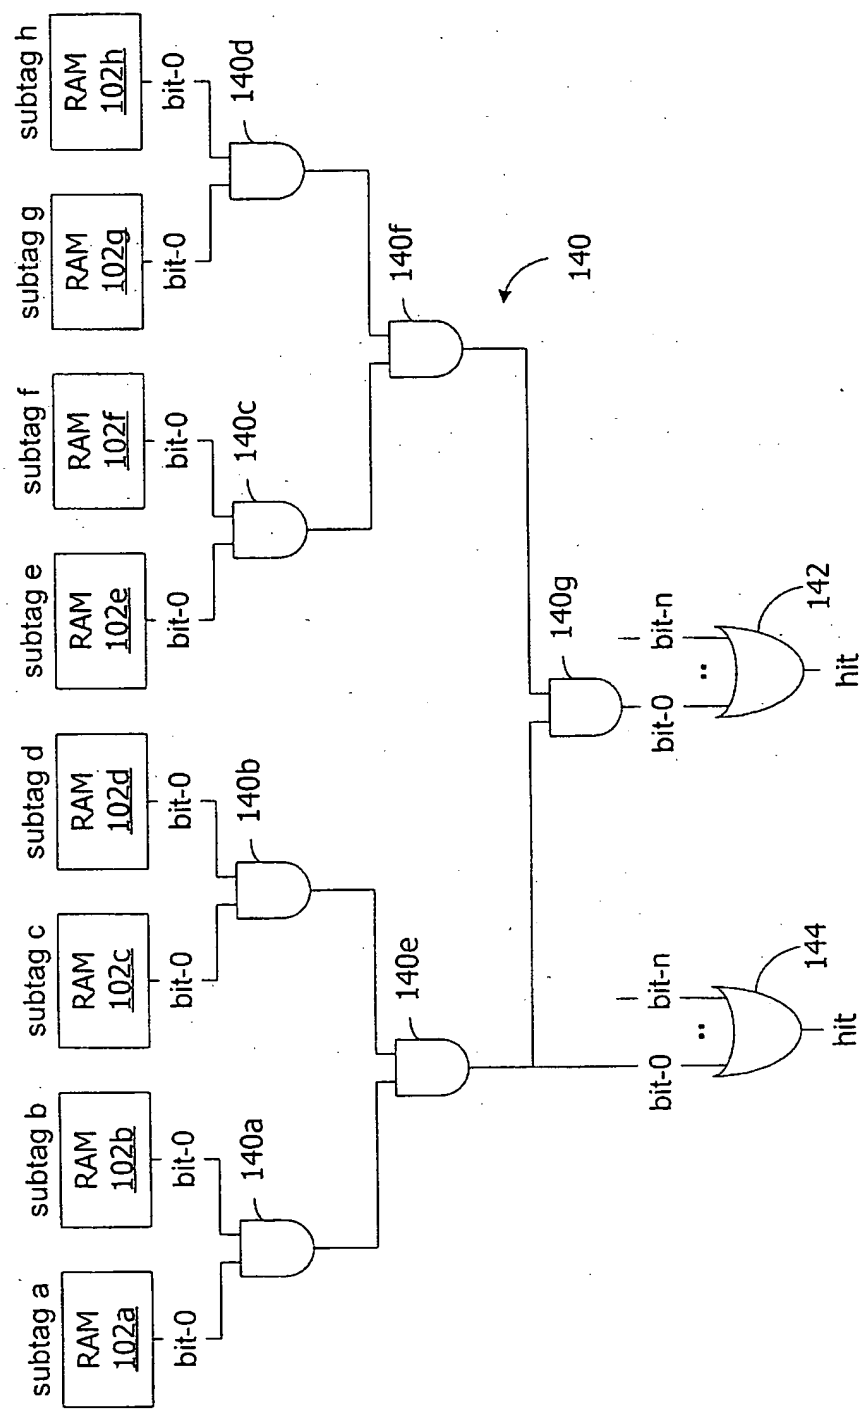 subtag a
subtag b
subtag c
subtag d
subtag e
subtag f
subtag g
subtag h
RAM
102a
RAM
102b
RAM
102c
RAM
102d
RAM
102e
RAM
102f
RAM
102g
RAM
102h
bit-0
bit-0
bit-0
bit-0
bit-0
bit-0
bit-0
bit-0
140a
140b
140c
140d
140e
140f
140g
140
bit-0
bit-n
..
144
hit
bit-0
bit-n
..
142
hit